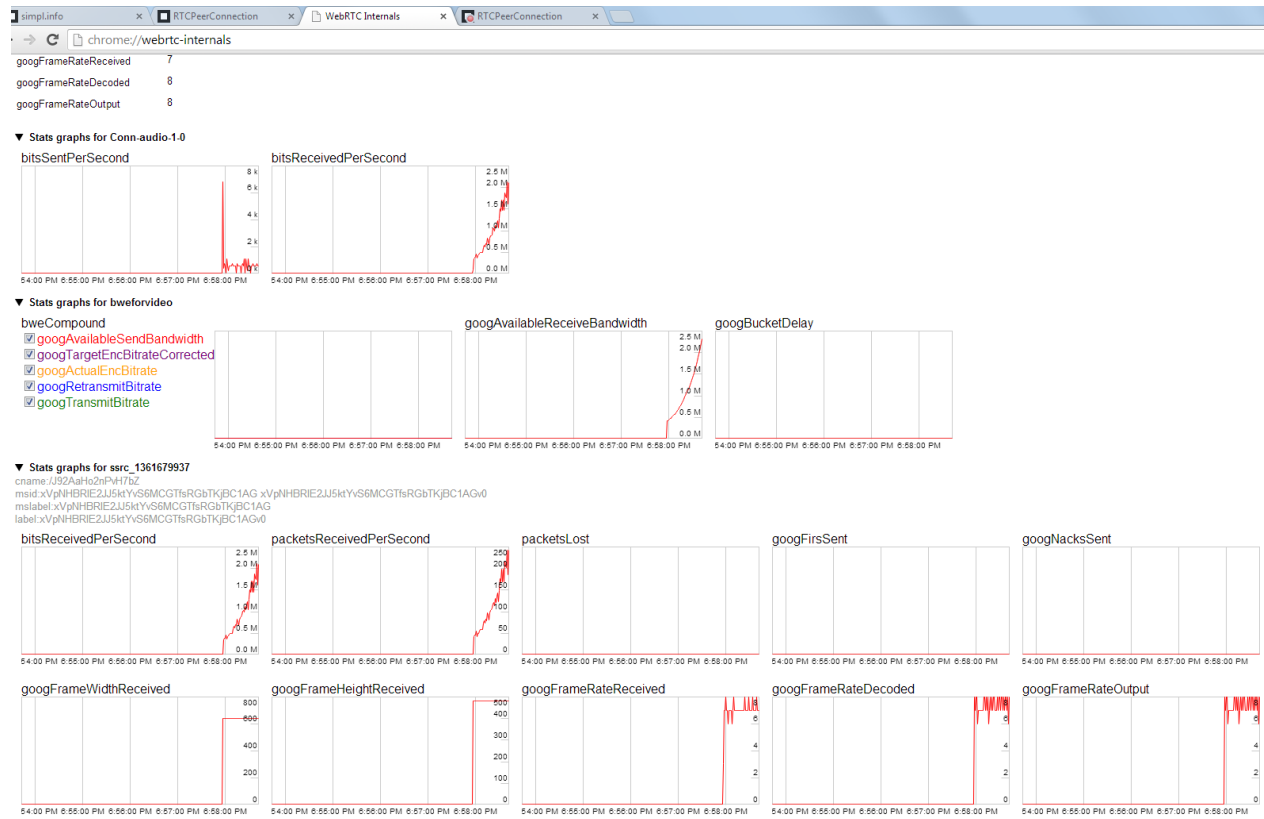 simpl.info × RTCPeerConnection × WebRTC Internals × RTCPeerConnection ×
chrome://webrtc-internals
googFrameRateReceived 7
googFrameRateDecoded 8
googFrameRateOutput 8
▼ Stats graphs for Conn-audio-1-0
bitsSentPerSecond bitsReceivedPerSecond
8 k 2.5 M
6 k 2.0 M
4 k 1.5 M
2 k 1.0 M
0 k 0.5 M
0.0 M
54:00 PM 6:55:00 PM 6:56:00 PM 6:57:00 PM 6:58:00 PM 54:00 PM 6:55:00 PM 6:56:00 PM 6:57:00 PM 6:58:00 PM
▼ Stats graphs for bweforvideo
bweCompound googAvailableReceiveBandwidth googBucketDelay
googAvailableSendBandwidth 2.5 M
googTargetEncBitrateCorrected 2.0 M
googActualEncBitrate 1.5 M
googRetransmitBitrate 1.0 M
googTransmitBitrate 0.5 M
0.0 M
54:00 PM 6:55:00 PM 6:56:00 PM 6:57:00 PM 6:58:00 PM 54:00 PM 6:55:00 PM 6:56:00 PM 6:57:00 PM 6:58:00 PM 54:00 PM 6:55:00 PM 6:56:00 PM 6:57:00 PM 6:58:00 PM
▼ Stats graphs for ssrc_1361679937
cname:/J92AaHo2nPvH7bZ
msid:xVpNHBRIE2JJ5ktYvS6MCGTfsRGbTKjBC1AG xVpNHBRIE2JJ5ktYvS6MCGTfsRGbTKjBC1AGv0
mslabel:xVpNHBRIE2JJ5ktYvS6MCGTfsRGbTKjBC1AG
label:xVpNHBRIE2JJ5ktYvS6MCGTfsRGbTKjBC1AGv0
bitsReceivedPerSecond packetsReceivedPerSecond packetsLost googFirsSent googNacksSent
2.5 M 250
2.0 M 200
1.5 M 150
1.0 M 100
0.5 M 50
0.0 M 0
54:00 PM 6:55:00 PM 6:56:00 PM 6:57:00 PM 6:58:00 PM 54:00 PM 6:55:00 PM 6:56:00 PM 6:57:00 PM 6:58:00 PM 54:00 PM 6:55:00 PM 6:56:00 PM 6:57:00 PM 6:58:00 PM 54:00 PM 6:55:00 PM 6:56:00 PM 6:57:00 PM 6:58:00 PM 54:00 PM 6:55:00 PM 6:56:00 PM 6:57:00 PM 6:58:00 PM
googFrameWidthReceived googFrameHeightReceived googFrameRateReceived googFrameRateDecoded googFrameRateOutput
800 500 8 8 8
600 400 6 6 6
400 300 4 4 4
200 200 2 2 2
0 100 0 0 0
0
54:00 PM 6:55:00 PM 6:56:00 PM 6:57:00 PM 6:58:00 PM 54:00 PM 6:55:00 PM 6:56:00 PM 6:57:00 PM 6:58:00 PM 54:00 PM 6:55:00 PM 6:56:00 PM 6:57:00 PM 6:58:00 PM 54:00 PM 6:55:00 PM 6:56:00 PM 6:57:00 PM 6:58:00 PM 54:00 PM 6:55:00 PM 6:56:00 PM 6:57:00 PM 6:58:00 PM